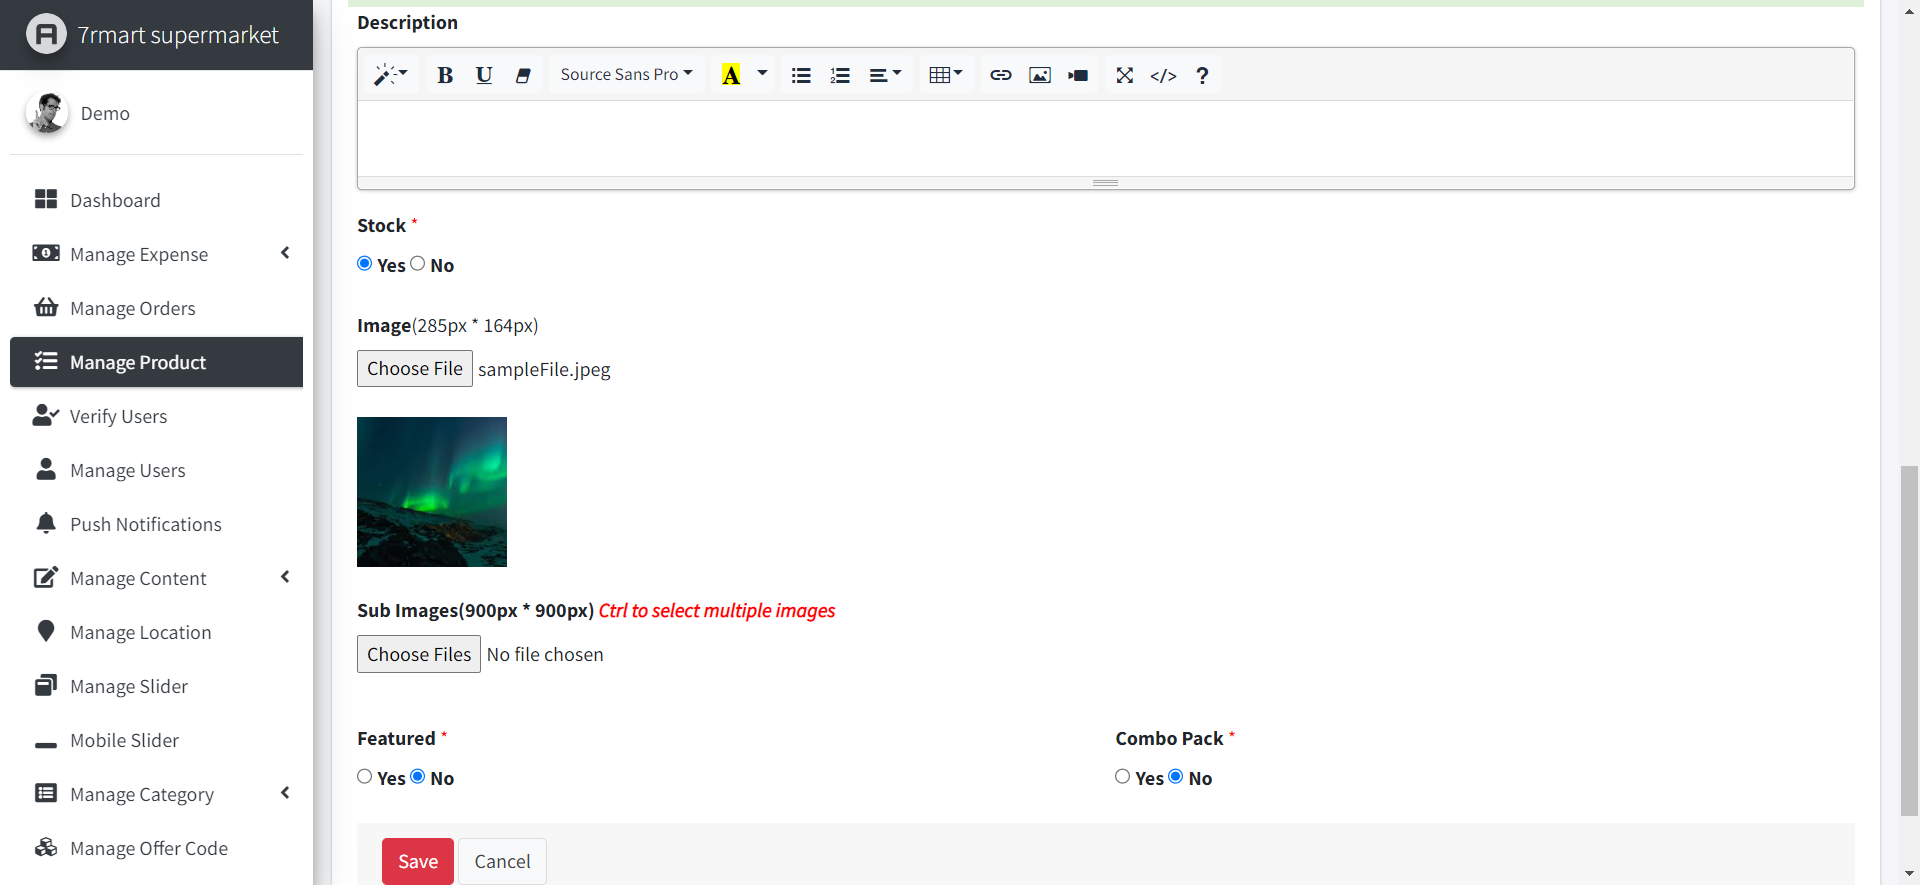 7rmart supermarket
Demo
Dashboard
Manage Expense
Manage Orders
Manage Product
Verify Users
Manage Users
Push Notifications
Manage Content
Manage Location
Manage Slider
Mobile Slider
Manage Category
Manage Offer Code
Description
B U Source Sans Pro A </> ?
Stock *
Yes No
Image(285px * 164px)
Choose File sampleFile.jpeg
Sub Images(900px * 900px) Ctrl to select multiple images
Choose Files No file chosen
Featured * Combo Pack *
Yes No Yes No
Save Cancel